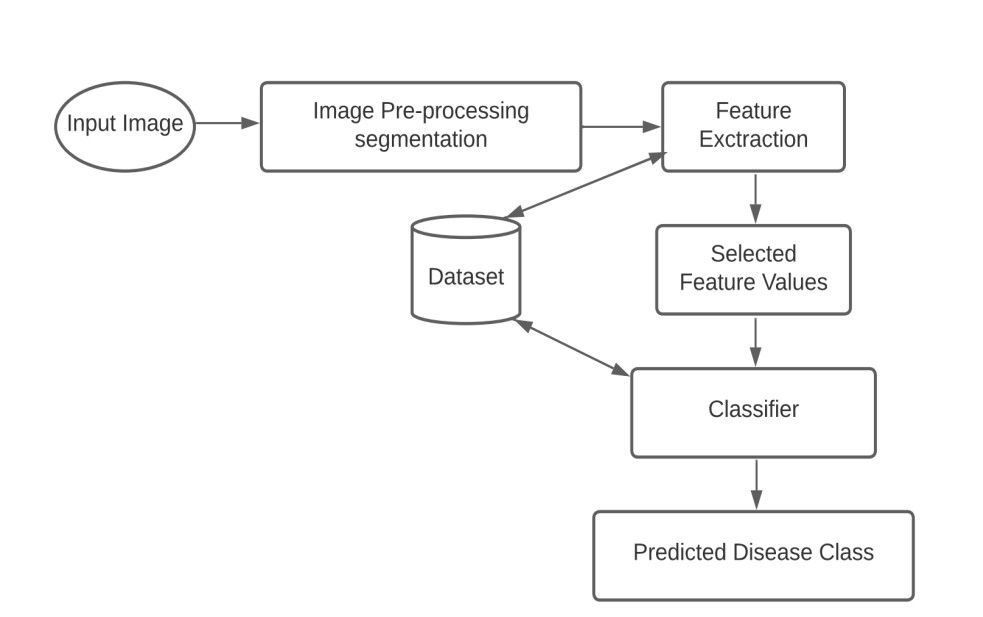 Input Image
Image Pre-processing
segmentation
Feature
Exctraction
Selected
Feature Values
Dataset
Classifier
Predicted Disease Class